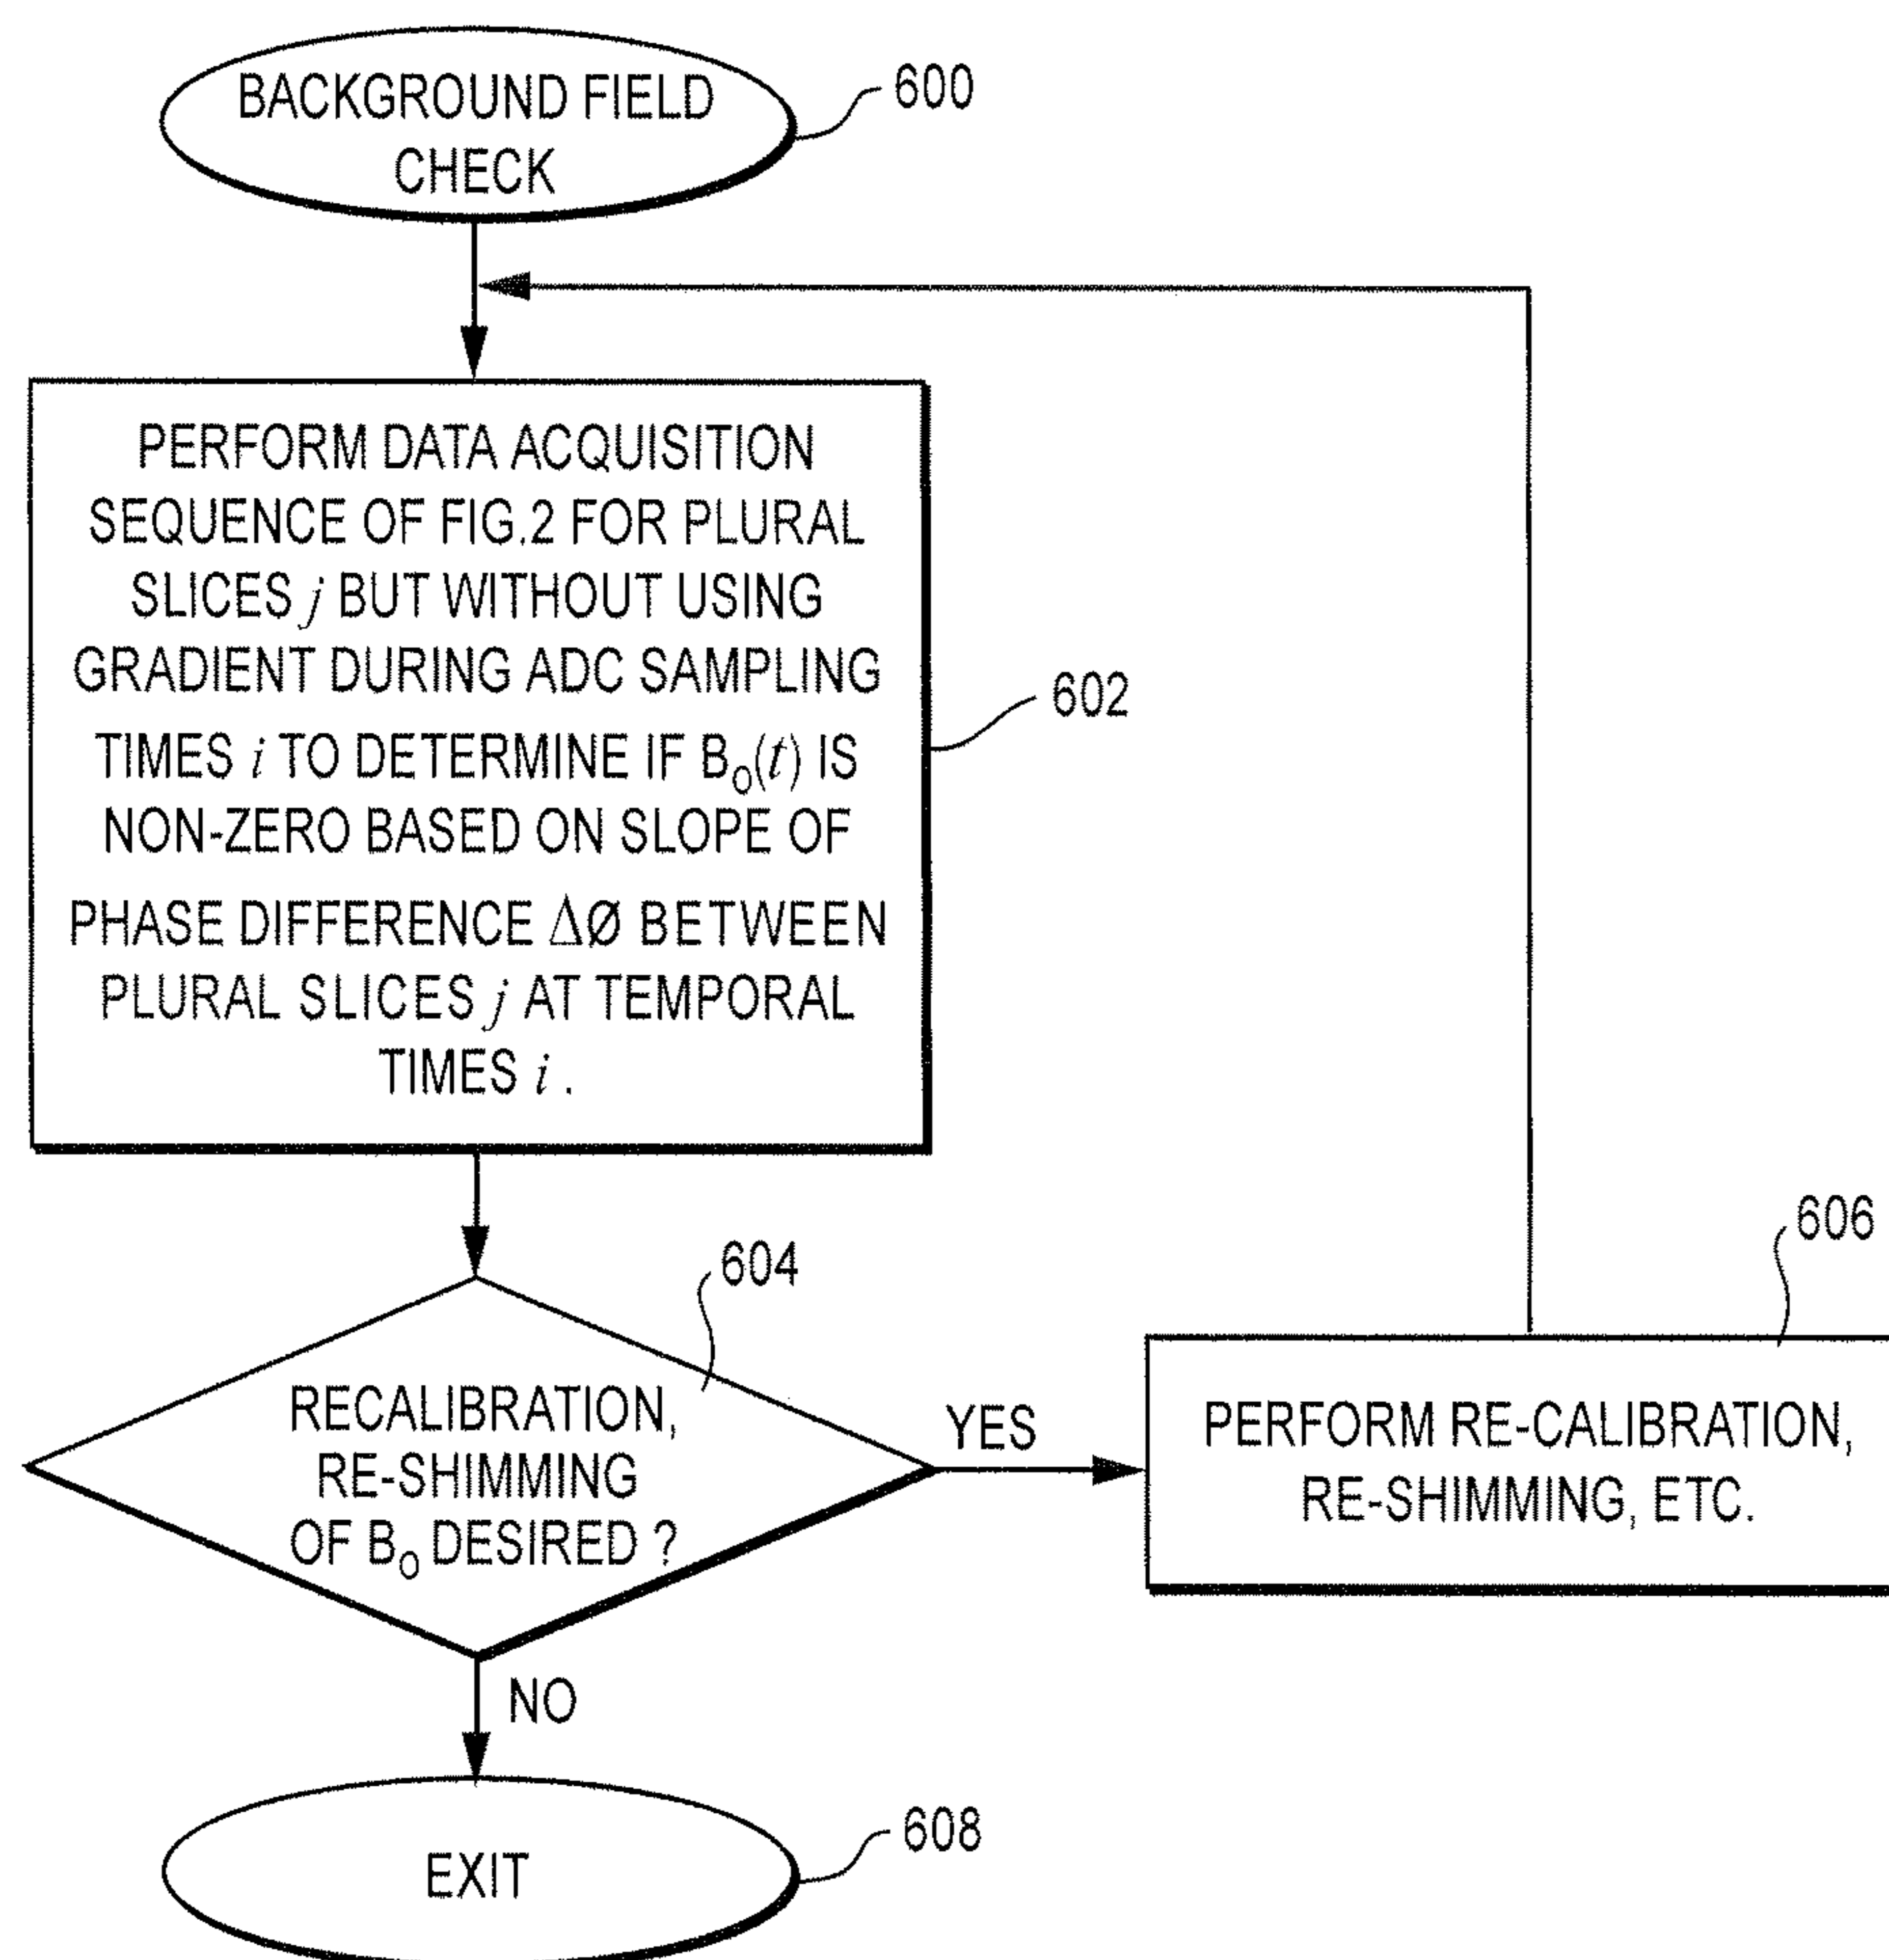 BACKGROUND FIELD
CHECK
600
PERFORM DATA ACQUISITION
SEQUENCE OF FIG.2 FOR PLURAL
SLICES j BUT WITHOUT USING
GRADIENT DURING ADC SAMPLING
TIMES i TO DETERMINE IF B₀(t) IS
NON-ZERO BASED ON SLOPE OF
PHASE DIFFERENCE ΔØ BETWEEN
PLURAL SLICES j AT TEMPORAL
TIMES i .
602
604
RECALIBRATION,
RE-SHIMMING
OF B₀ DESIRED ?
YES
606
PERFORM RE-CALIBRATION,
RE-SHIMMING, ETC.
NO
EXIT
608